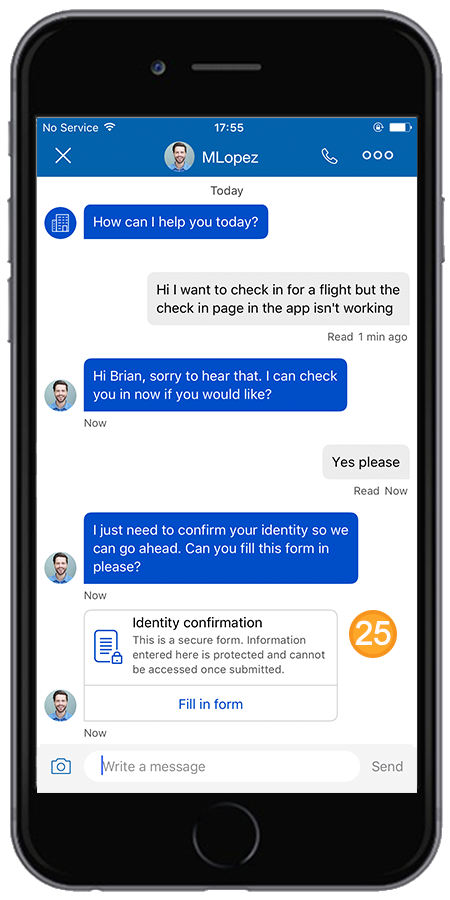 No Service 17:55
MLopez
Today
How can I help you today?
Hi I want to check in for a flight but the
check in page in the app isn't working
Read 1 min ago
Hi Brian, sorry to hear that. I can check
you in now if you would like?
Now
Yes please
Read Now
I just need to confirm your identity so we
can go ahead. Can you fill this form in
please?
Now
Identity confirmation
This is a secure form. Information
entered here is protected and cannot
be accessed once submitted.
25
Fill in form
Now
Write a message Send